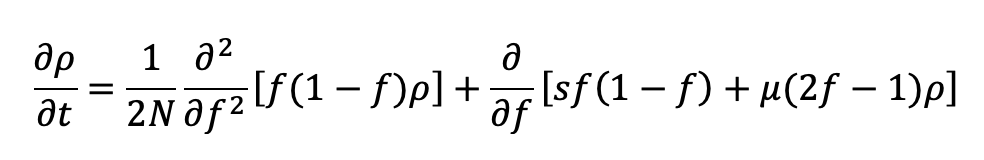 ∂ρ/∂t = 1/2N ∂²/∂f² [f(1 − f)ρ] + ∂/∂f [sf(1 − f) + μ(2f − 1)ρ]